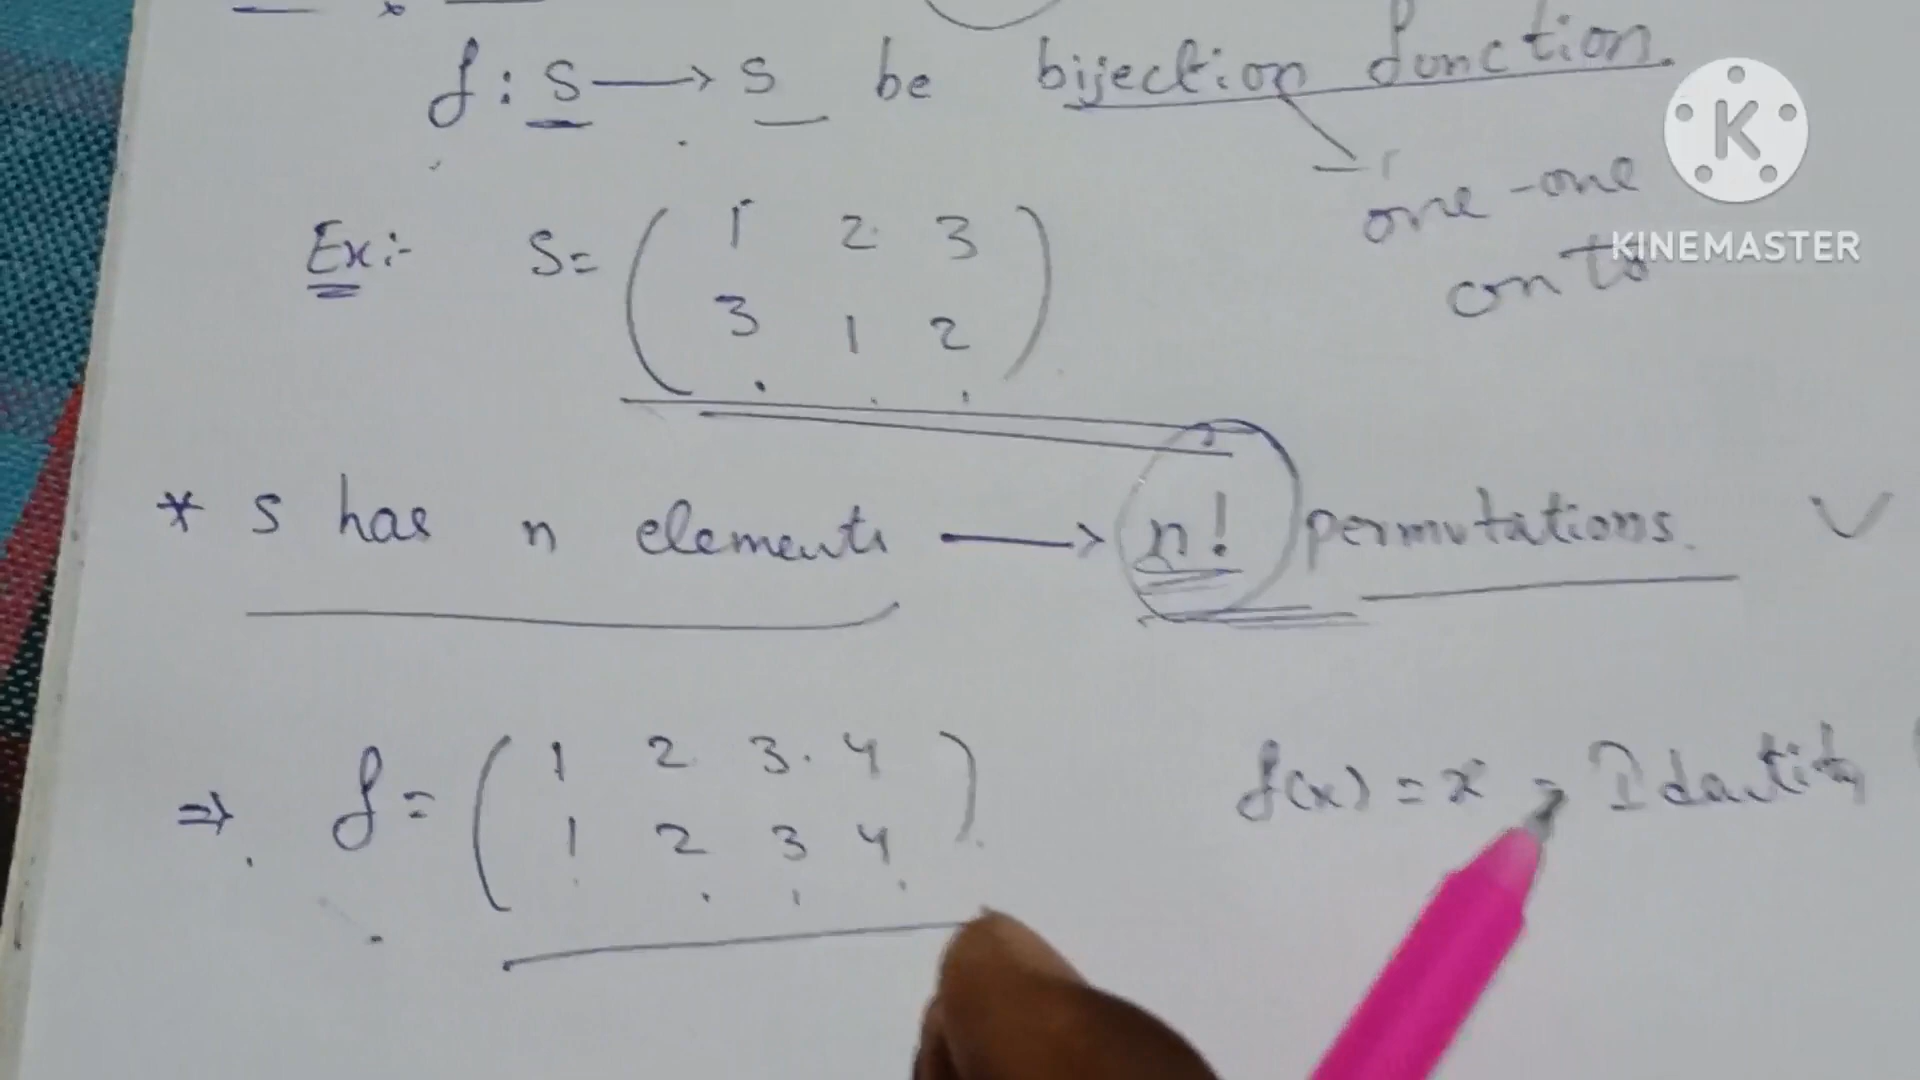 f : S → S be bijection function.
one-one
onto
Ex:- S = ( 1 2 3
3 1 2 )
* S has n elements → n! permutations.
⇒ f = ( 1 2 3 4
1 2 3 4 )
f(x) = x = Identity
K
KINEMASTER